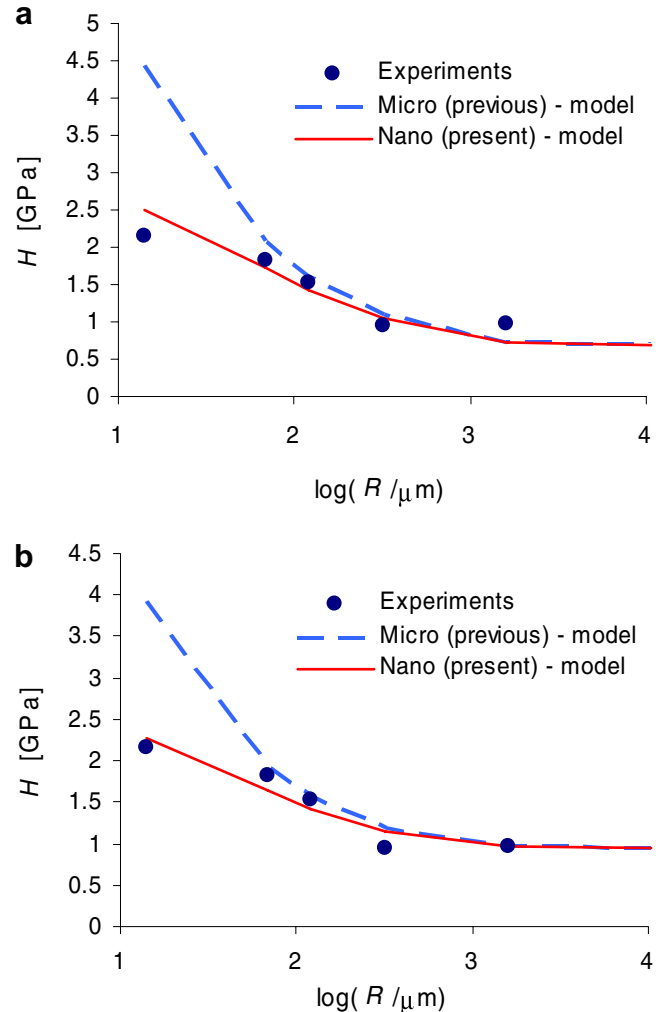 a
5
4.5
4
3.5
3
2.5
2
1.5
1
0.5
0
H [GPa]
Experiments
Micro (previous) - model
Nano (present) - model
1 2 3 4
log( R /μm)
b
4.5
4
3.5
3
2.5
2
1.5
1
0.5
0
H [GPa]
Experiments
Micro (previous) - model
Nano (present) - model
1 2 3 4
log( R /μm)